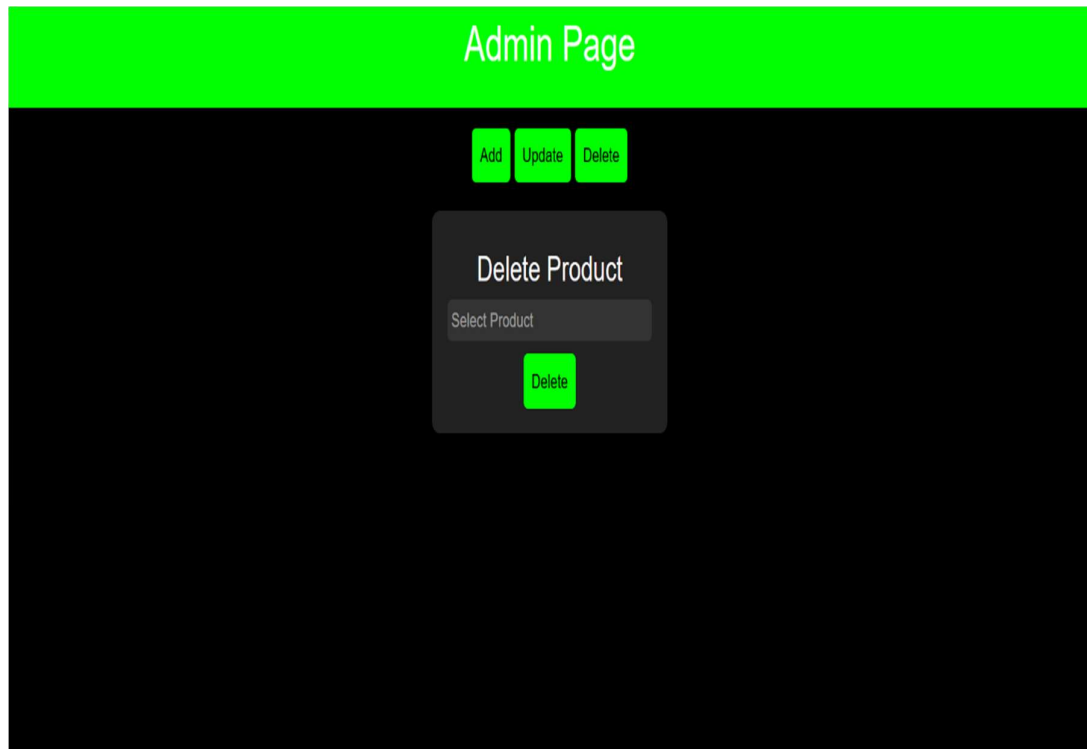 Admin Page
Add Update Delete
Delete Product
Select Product
Delete